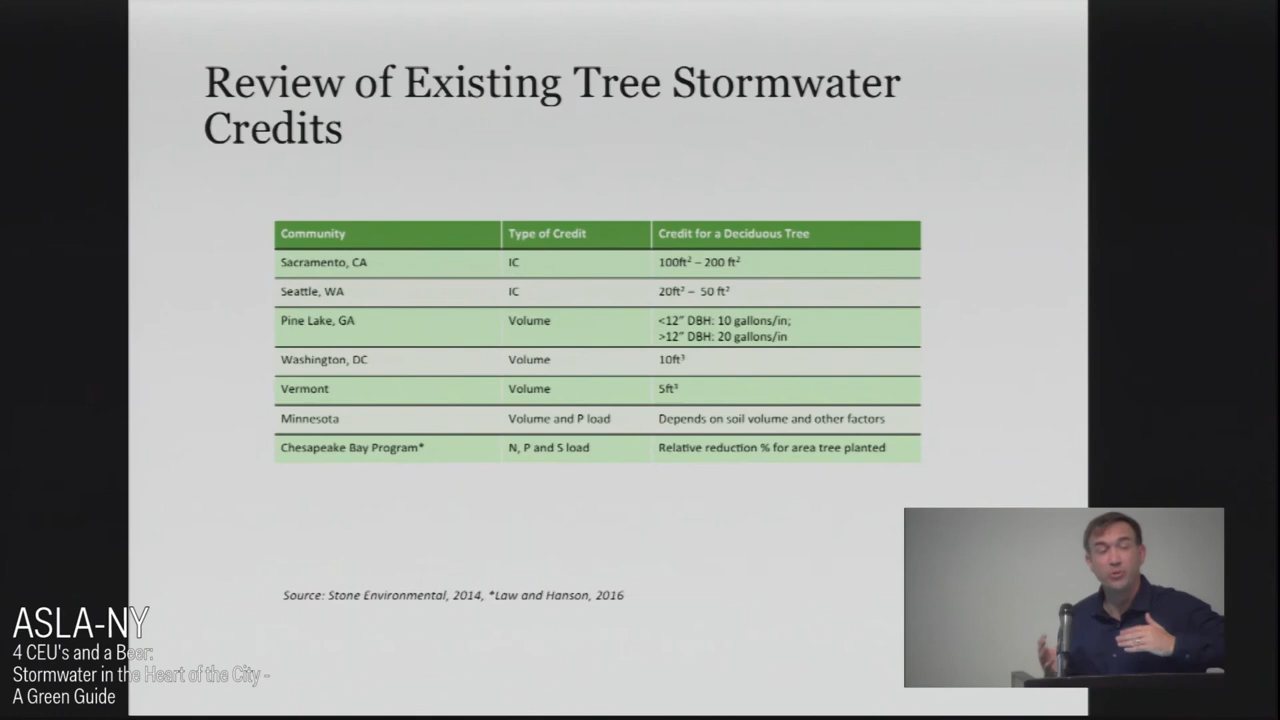 Review of Existing Tree Stormwater
Credits
Community Type of Credit Credit for a Deciduous Tree
Sacramento, CA IC 100ft² – 200 ft²
Seattle, WA IC 20ft² – 50 ft²
Pine Lake, GA Volume <12” DBH: 10 gallons/in;
>12” DBH: 20 gallons/in
Washington, DC Volume 10ft³
Vermont Volume 5ft³
Minnesota Volume and P load Depends on soil volume and other factors
Chesapeake Bay Program* N, P and S load Relative reduction % for area tree planted
Source: Stone Environmental, 2014, *Law and Hanson, 2016
ASLA-NY
4 CEU's and a Beer:
Stormwater in the Heart of the City -
A Green Guide